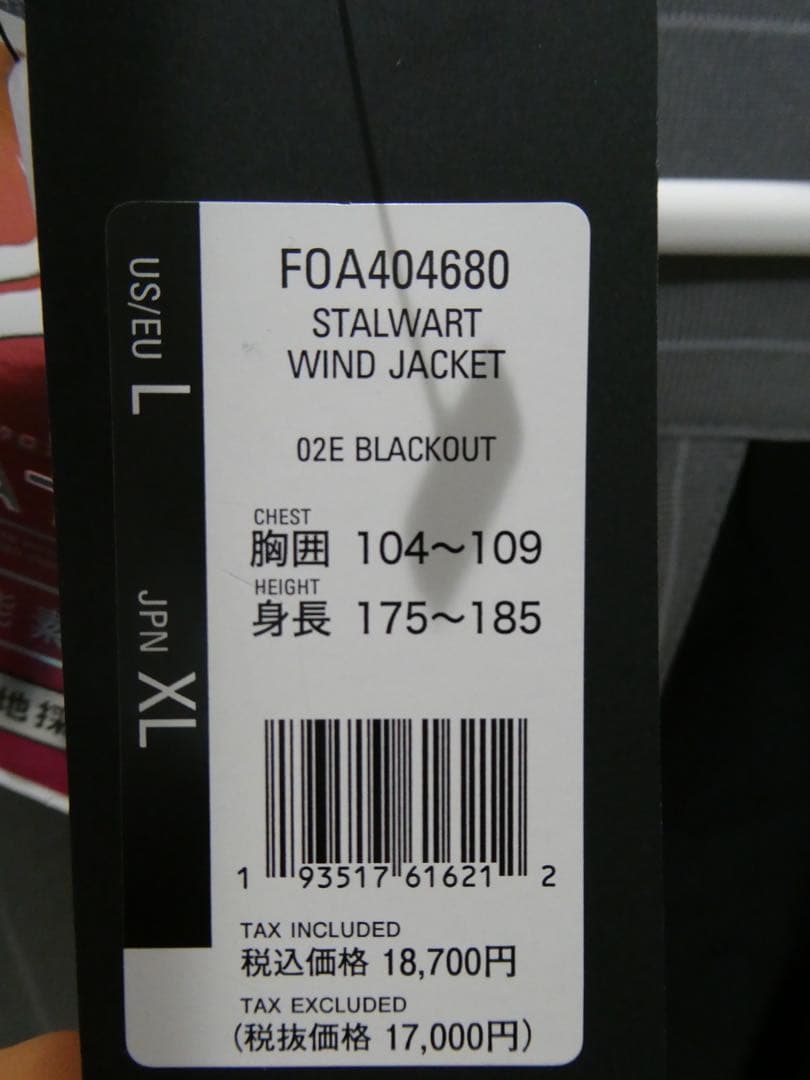 US/EU L
JPN XL
FOA404680
STALWART
WIND JACKET
02E BLACKOUT
CHEST
胸囲 104～109
HEIGHT
身長 175～185
1 93517 61621 2
TAX INCLUDED
税込価格 18,700円
TAX EXCLUDED
(税抜価格 17,000円)
地採